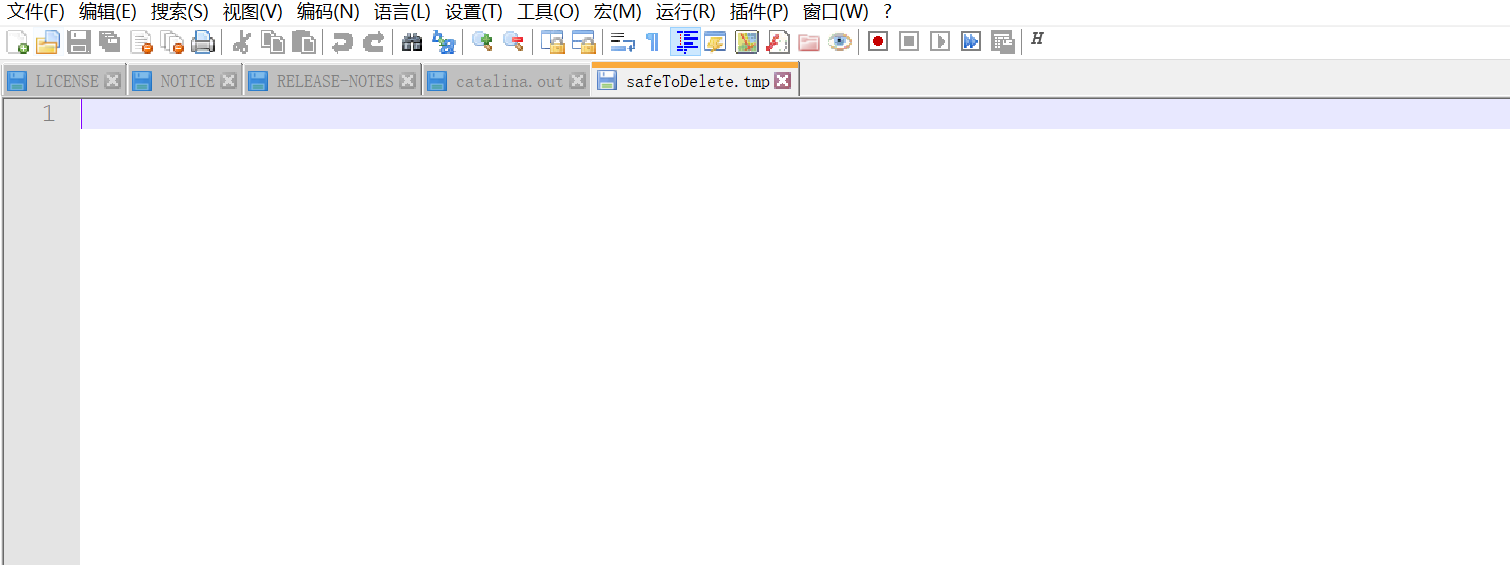 文件(F) 编辑(E) 搜索(S) 视图(V) 编码(N) 语言(L) 设置(T) 工具(O) 宏(M) 运行(R) 插件(P) 窗口(W) ?
H
LICENSE NOTICE RELEASE-NOTES catalina.out safeToDelete.tmp
1